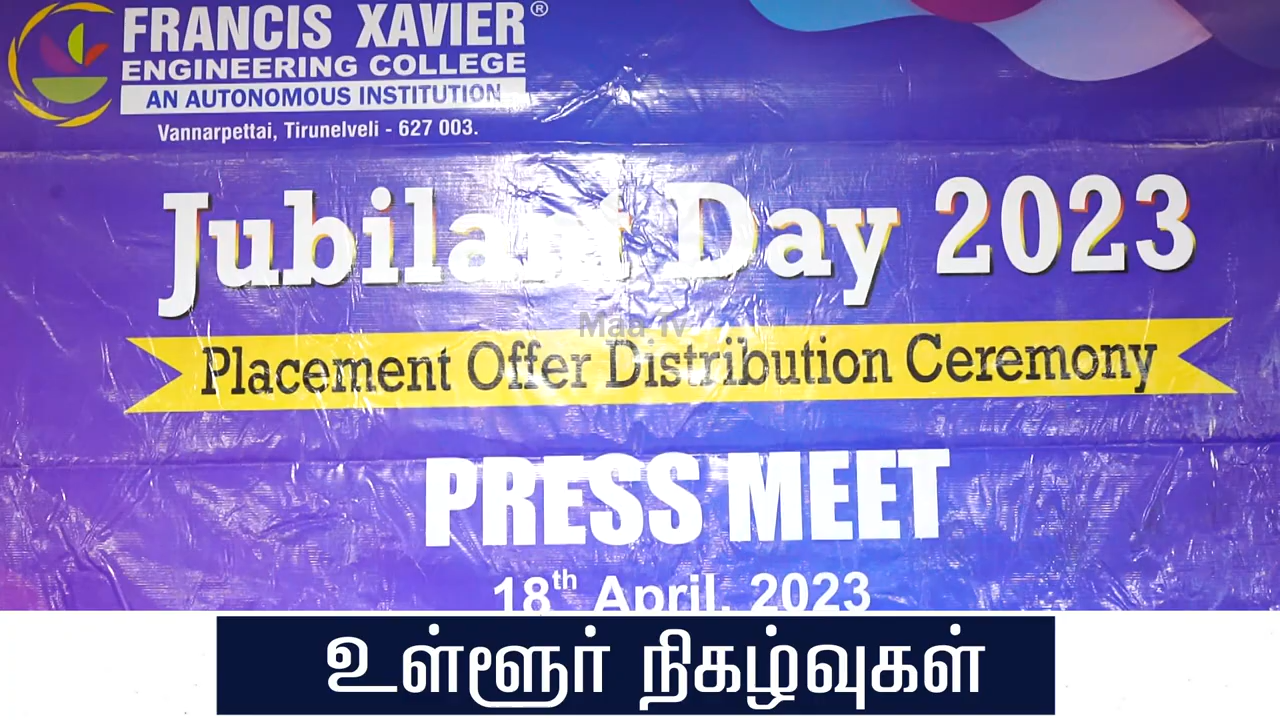 FRANCIS XAVIER®
ENGINEERING COLLEGE
AN AUTONOMOUS INSTITUTION
Vannarpettai, Tirunelveli - 627 003.
Jubilant Day 2023
Maa Tv
Placement Offer Distribution Ceremony
PRESS MEET
18th April, 2023
உள்ளூர் நிகழ்வுகள்